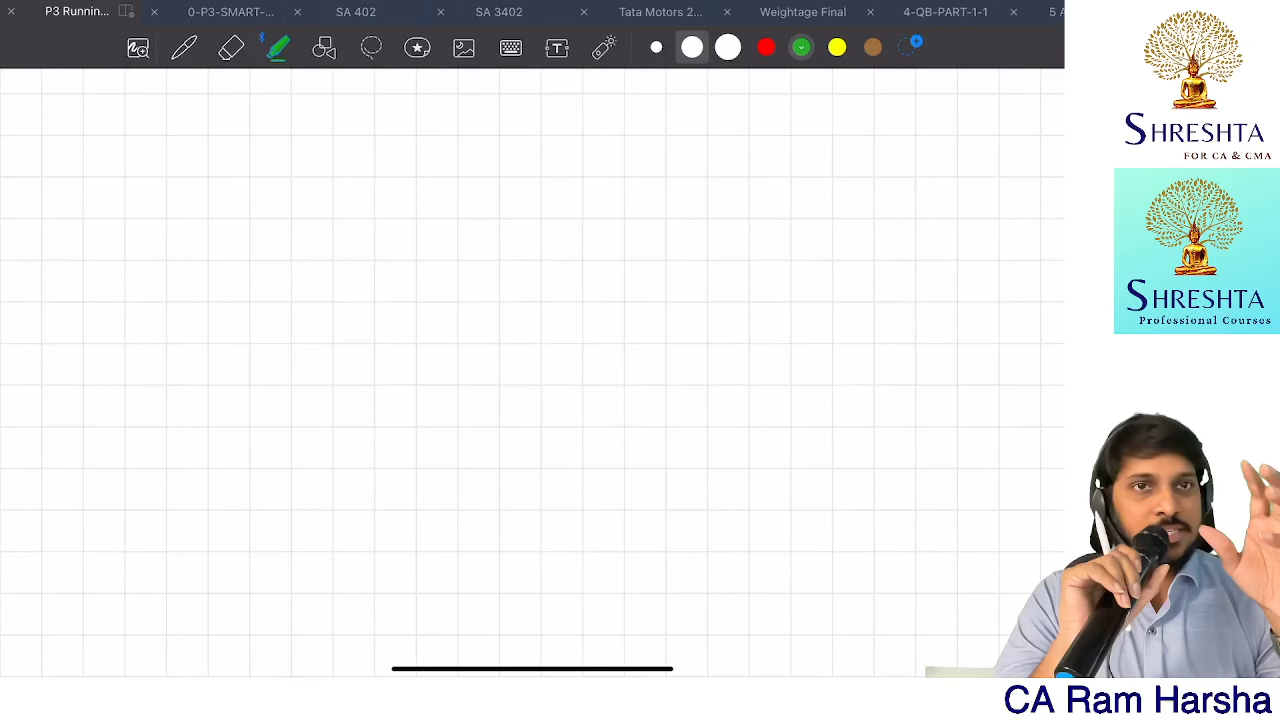 P3 Runnin...
0-P3-SMART-...
SA 402
SA 3402
Tata Motors 2...
Weightage Final
4-QB-PART-1-1
5 A
T
SHRESHTA
FOR CA & CMA
SHRESHTA
Professional Courses
CA Ram Harsha